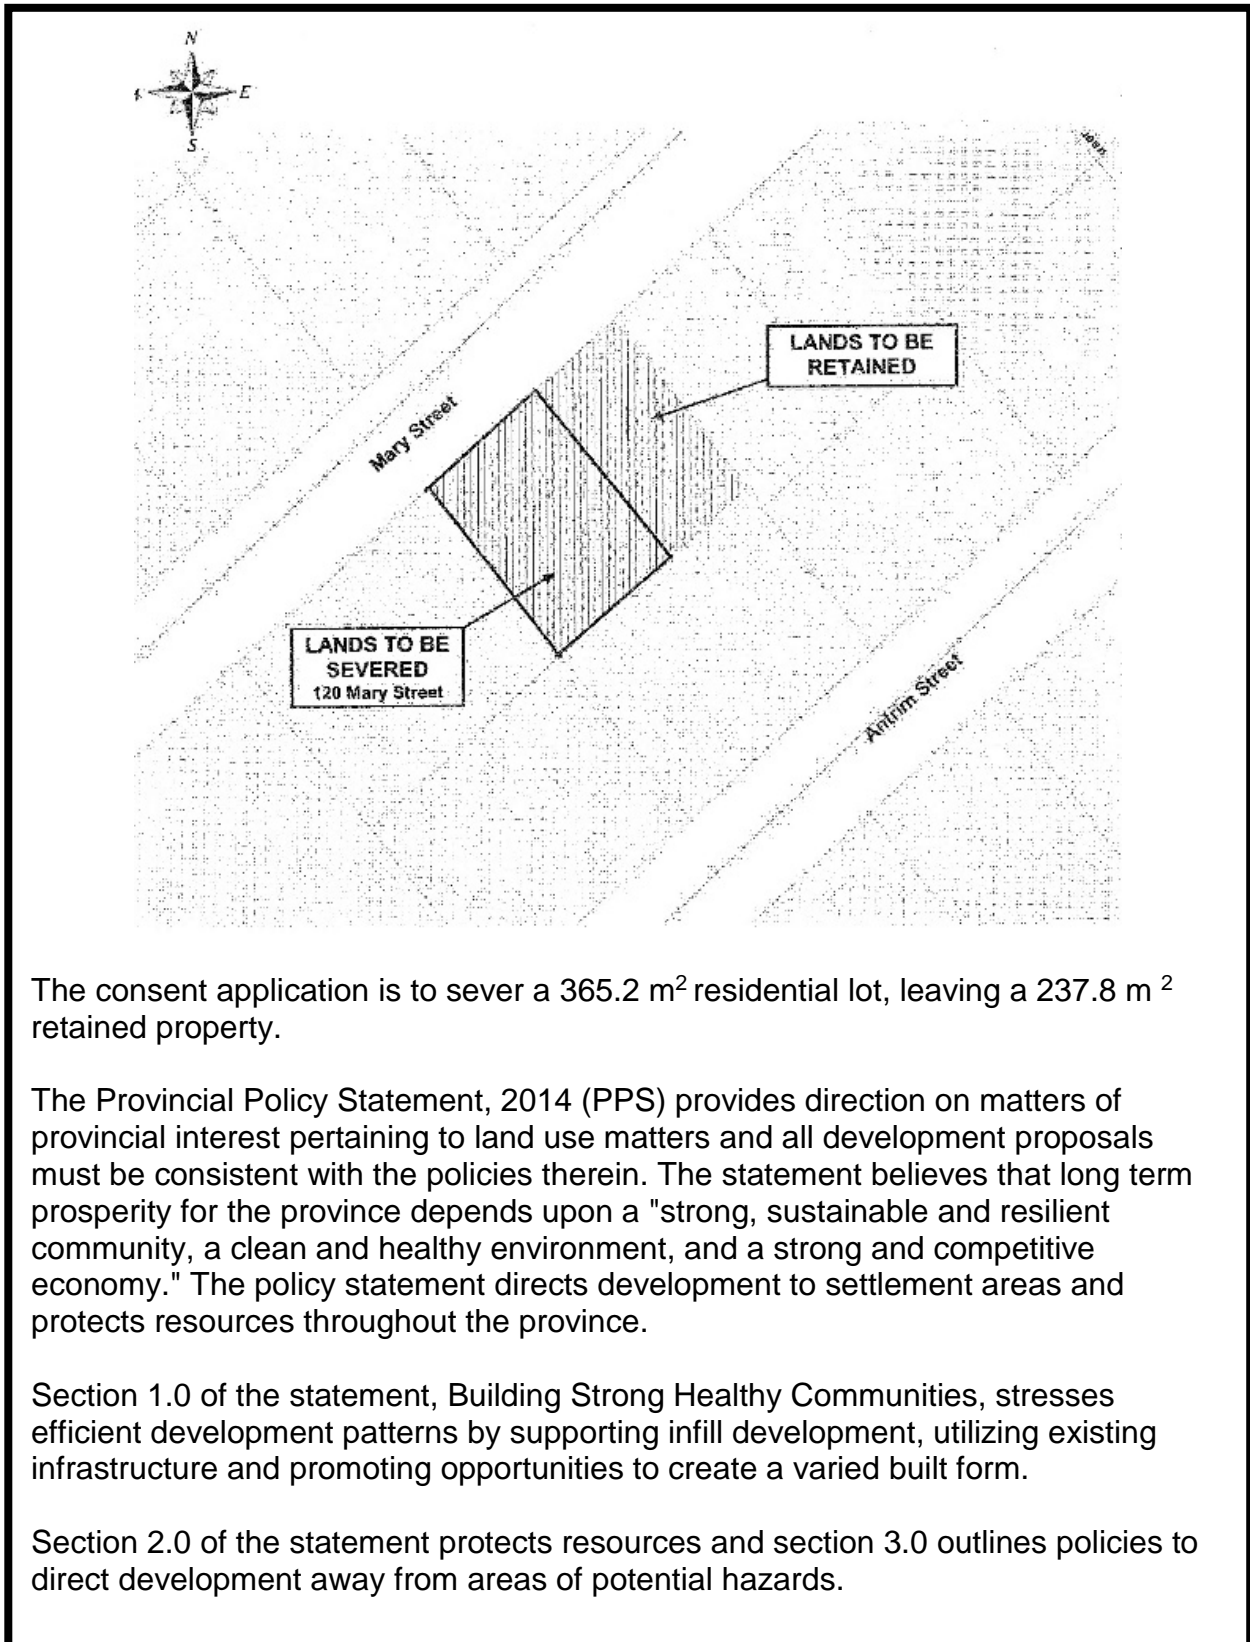 N
E
S
LANDS TO BE
RETAINED
Mary Street
LANDS TO BE
SEVERED
120 Mary Street
Antrim Street
The consent application is to sever a 365.2 m² residential lot, leaving a 237.8 m ²
retained property.
The Provincial Policy Statement, 2014 (PPS) provides direction on matters of
provincial interest pertaining to land use matters and all development proposals
must be consistent with the policies therein. The statement believes that long term
prosperity for the province depends upon a "strong, sustainable and resilient
community, a clean and healthy environment, and a strong and competitive
economy." The policy statement directs development to settlement areas and
protects resources throughout the province.
Section 1.0 of the statement, Building Strong Healthy Communities, stresses
efficient development patterns by supporting infill development, utilizing existing
infrastructure and promoting opportunities to create a varied built form.
Section 2.0 of the statement protects resources and section 3.0 outlines policies to
direct development away from areas of potential hazards.